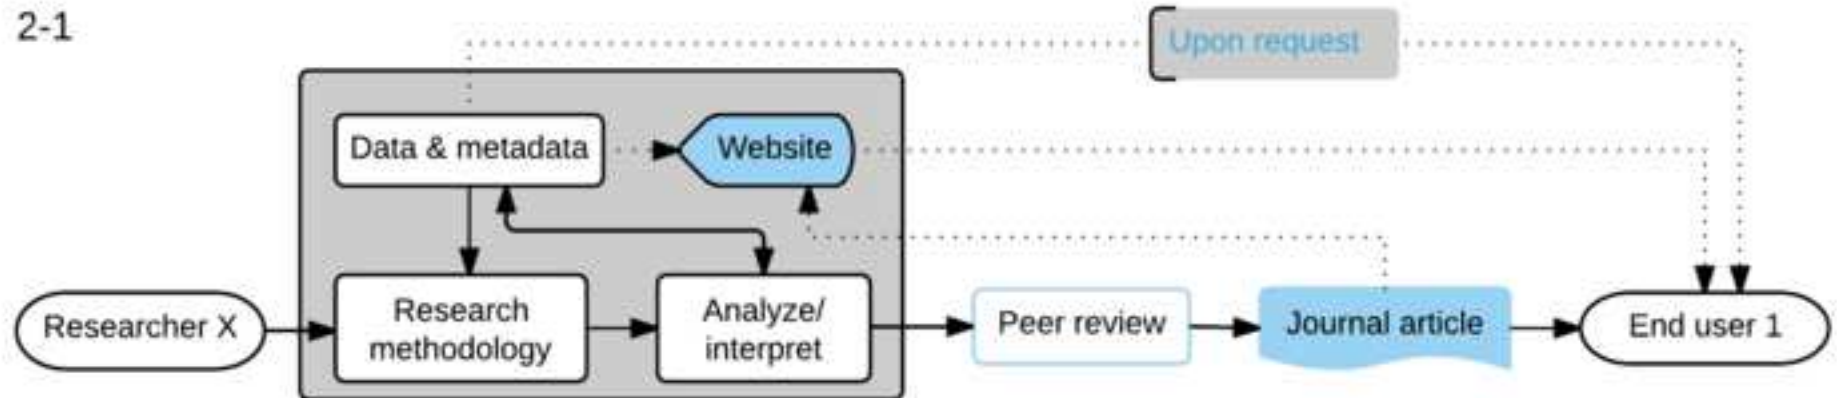 2-1
Upon request
Data & metadata
Website
Researcher X
Research
methodology
Analyze/
interpret
Peer review
Journal article
End user 1